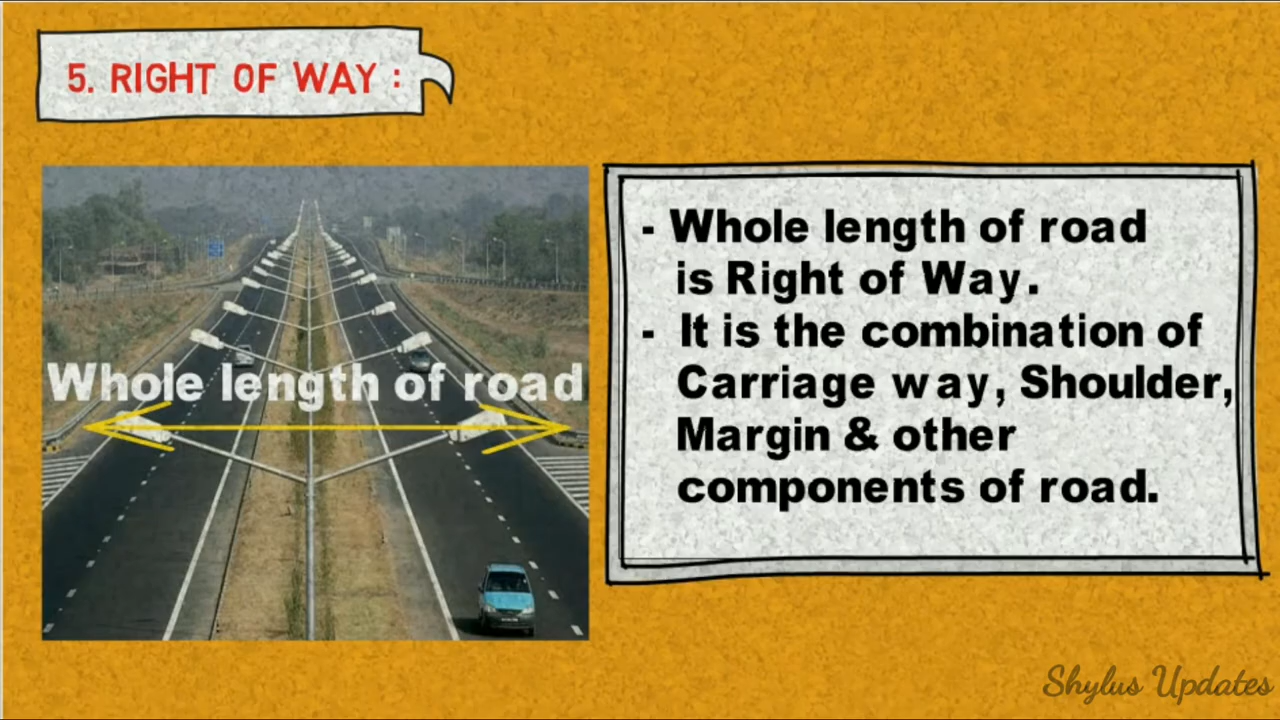 5. RIGHT OF WAY :
Whole length of road
- Whole length of road
is Right of Way.
- It is the combination of
Carriage way, Shoulder,
Margin & other
components of road.
Shylus Updates